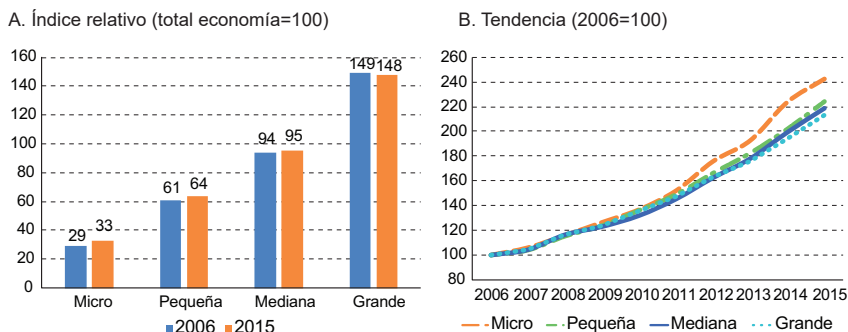 A. Índice relativo (total economía=100)
160
140
120
100
80
60
40
20
0
29
33
61
64
94
95
149
148
Micro
Pequeña
Mediana
Grande
2006
2015
B. Tendencia (2006=100)
260
240
220
200
180
160
140
120
100
80
2006 2007 2008 2009 2010 2011 2012 2013 2014 2015
Micro
Pequeña
Mediana
Grande